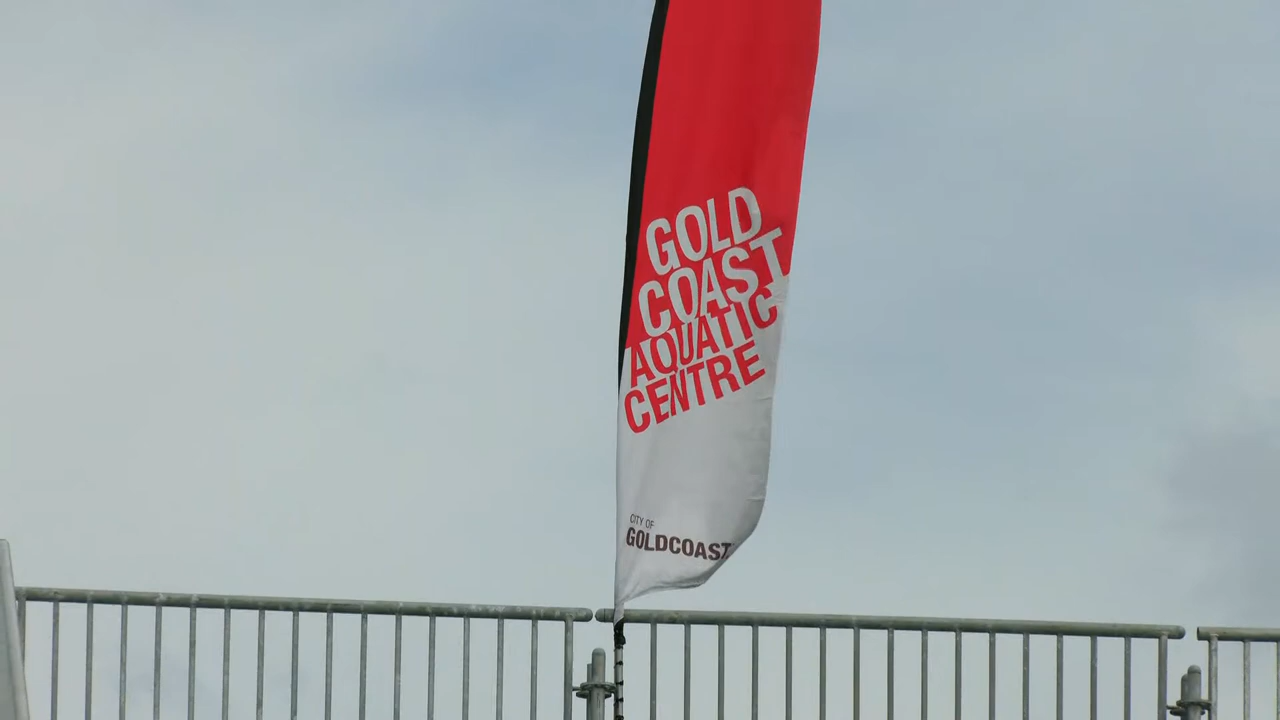 GOLD
COAST
AQUATIC
CENTRE
CITY OF
GOLDCOAST.